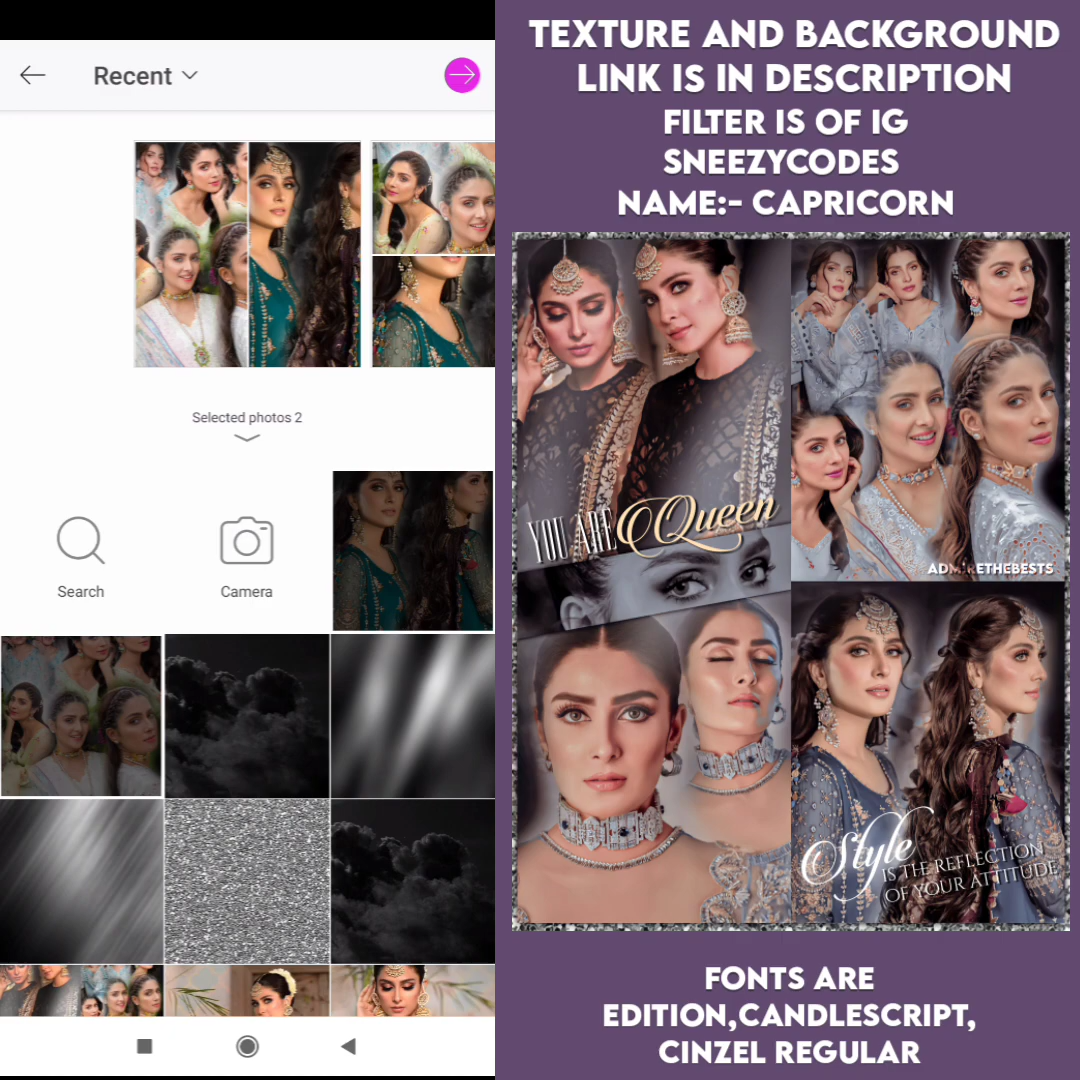 Recent
Selected photos 2
Search
Camera
TEXTURE AND BACKGROUND
LINK IS IN DESCRIPTION
FILTER IS OF IG
SNEEZYCODES
NAME:- CAPRICORN
YOU ARE Queen
ADMIRETHEBESTS
Style
IS THE REFLECTION
OF YOUR ATTITUDE
FONTS ARE
EDITION,CANDLESCRIPT,
CINZEL REGULAR